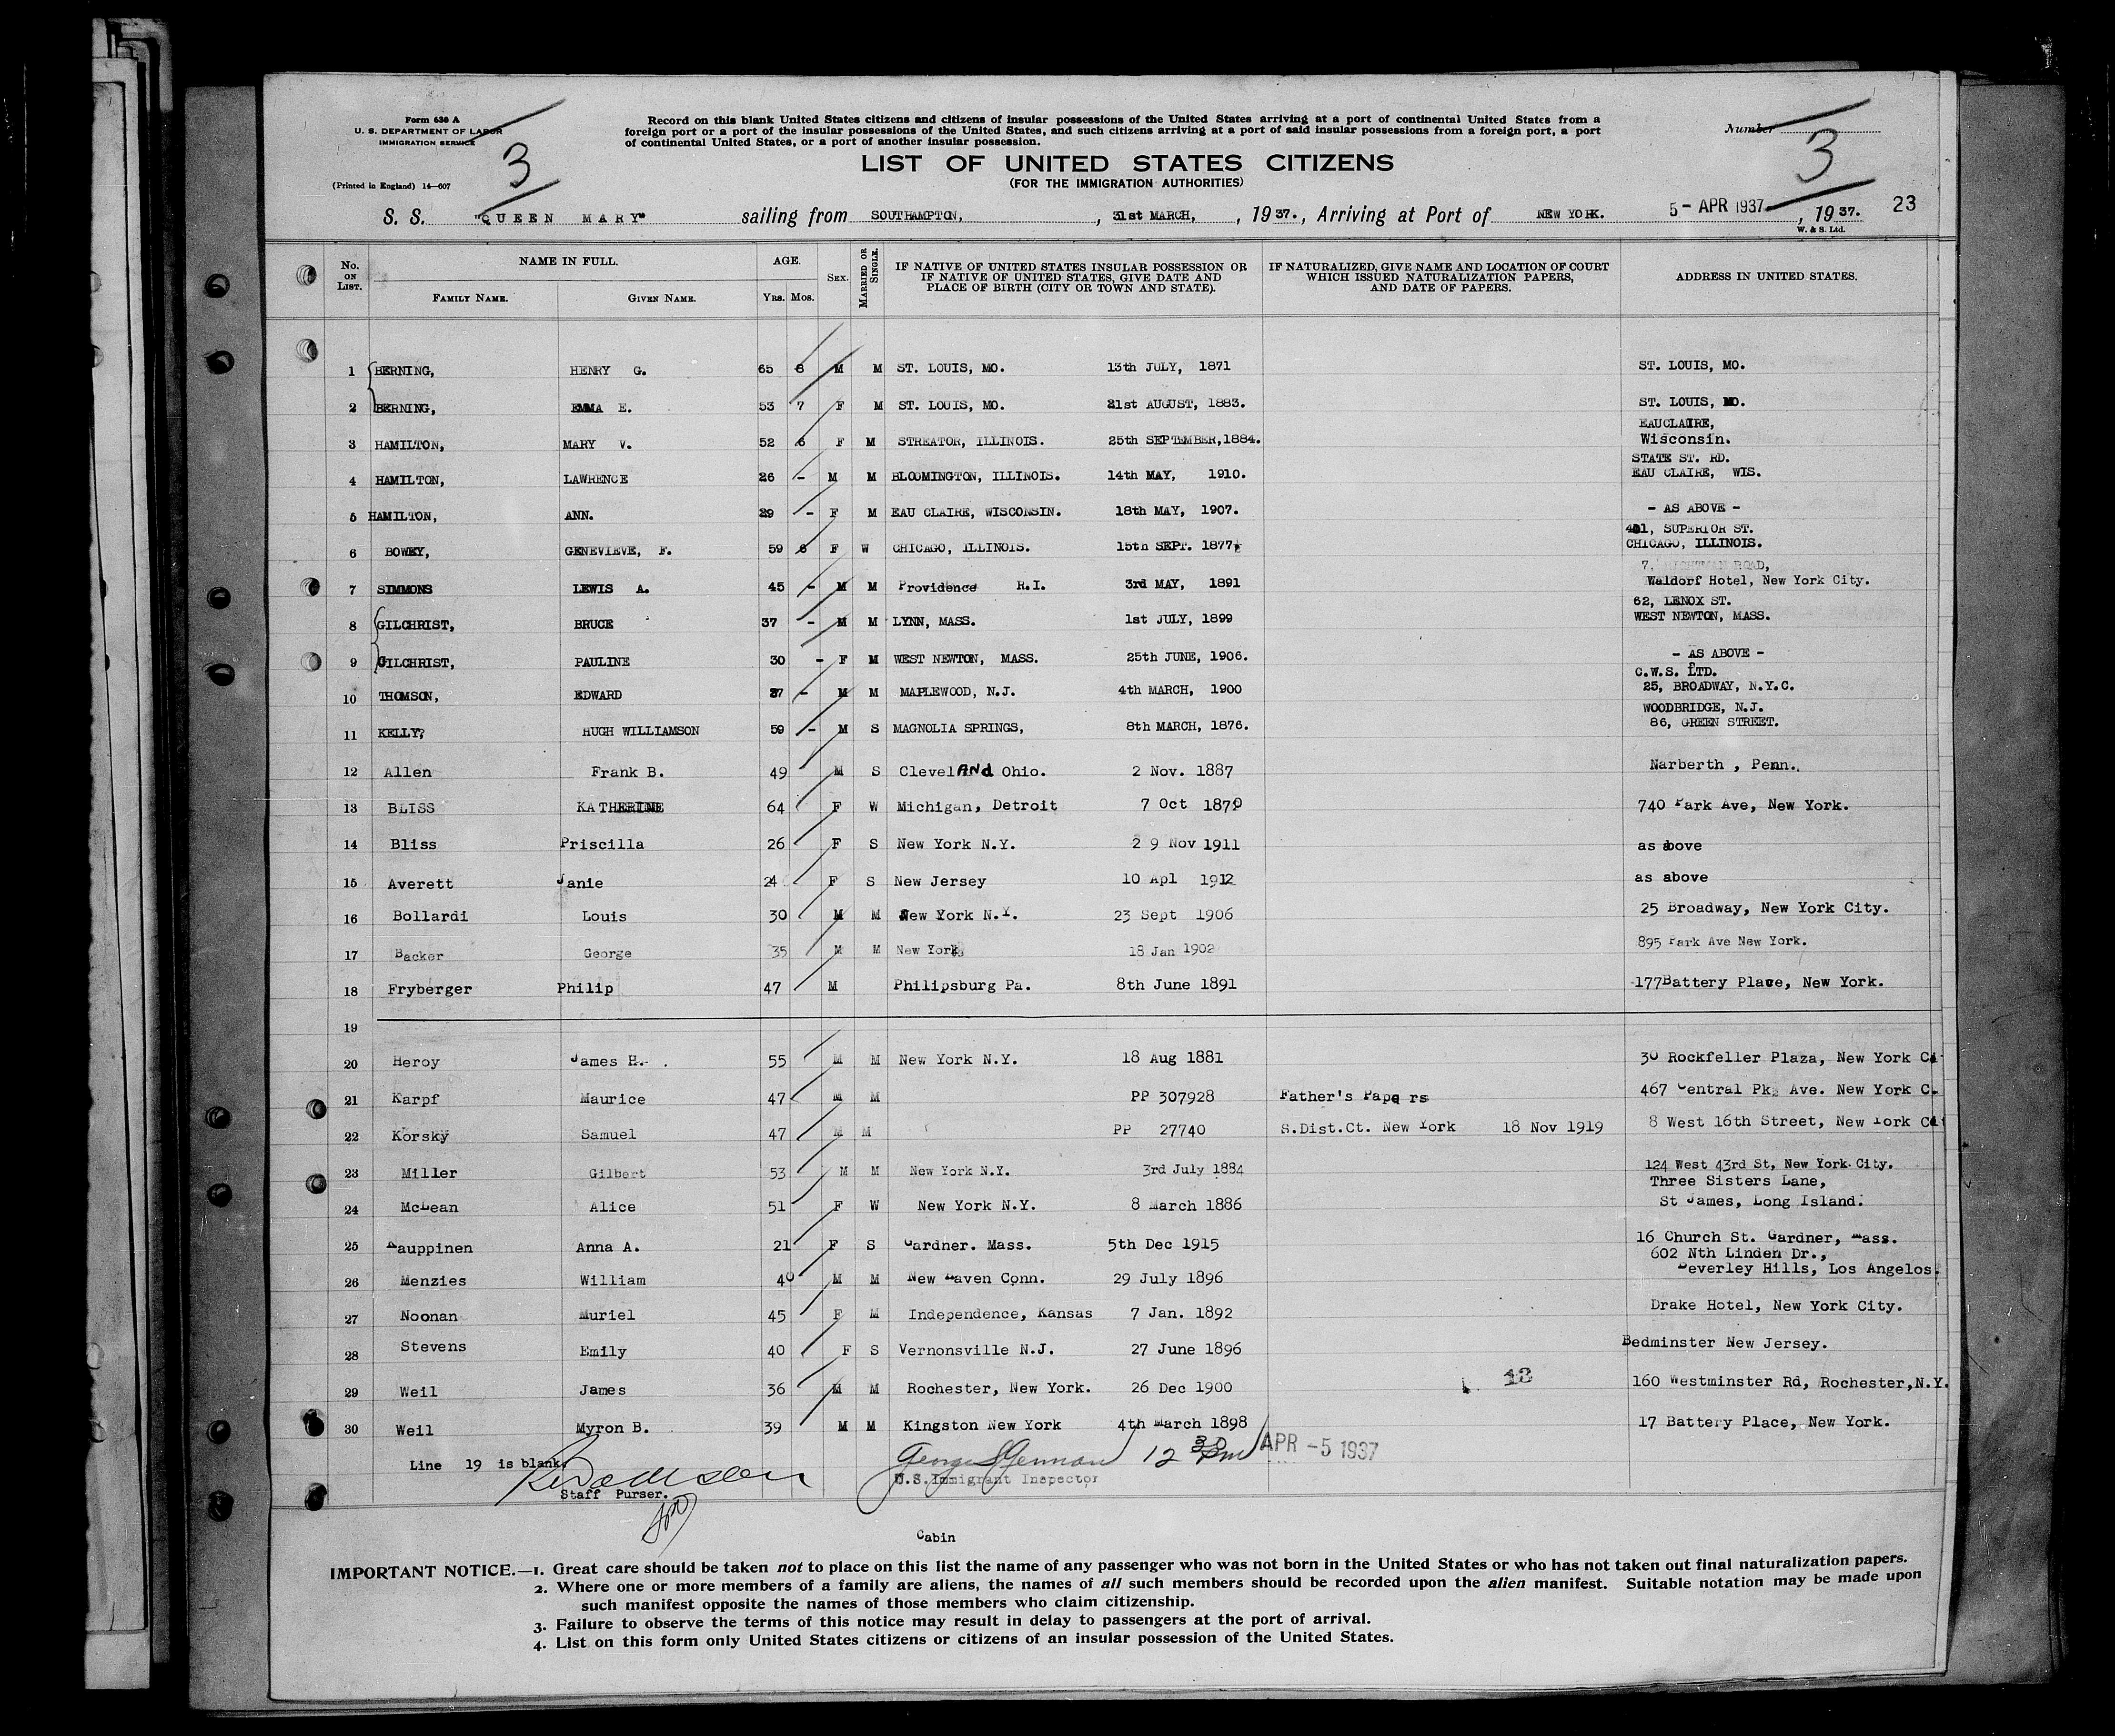 Form 630 A
U. S. DEPARTMENT OF LABOR
IMMIGRATION SERVICE
(Printed in England) 14—607
3
Record on this blank United States citizens and citizens of insular possessions of the United States arriving at a port of continental United States from a
foreign port or a port of the insular possessions of the United States, and such citizens arriving at a port of said insular possessions from a foreign port, a port
of continental United States, or a port of another insular possession.
Number
3
LIST OF UNITED STATES CITIZENS
(FOR THE IMMIGRATION AUTHORITIES)
S. S. "QUEEN MARY" sailing from SOUTHAMPTON, , 31st MARCH, , 1937., Arriving at Port of NEW YORK. 5- APR 1937 , 1937. 23
W. & S. Ltd.
No. ON LIST. NAME IN FULL. AGE. SEX. MARRIED OR SINGLE. IF NATIVE OF UNITED STATES INSULAR POSSESSION OR IF NATIVE OF UNITED STATES, GIVE DATE AND PLACE OF BIRTH (CITY OR TOWN AND STATE). IF NATURALIZED, GIVE NAME AND LOCATION OF COURT WHICH ISSUED NATURALIZATION PAPERS, AND DATE OF PAPERS. ADDRESS IN UNITED STATES.
FAMILY NAME. GIVEN NAME. YRS. MOS.
1 BERNING, HENRY G. 65 8 M M ST. LOUIS, MO. 13th JULY, 1871 ST. LOUIS, MO.
2 BERNING, EMMA E. 53 7 F M ST. LOUIS, MO. 21st AUGUST, 1883. ST. LOUIS, MO.
3 HAMILTON, MARY V. 52 6 F M STREATOR, ILLINOIS. 25th SEPTEMBER,1884. EAUCLAIRE, Wisconsin.
4 HAMILTON, LAWRENCE 26 - M M BLOOMINGTON, ILLINOIS. 14th MAY, 1910. STATE ST. RD. EAU CLAIRE, WIS.
5 HAMILTON, ANN. 29 - F M EAU CLAIRE, WISCONSIN. 18th MAY, 1907. - AS ABOVE -
6 BOWEY, GENEVIEVE, F. 59 6 F W CHICAGO, ILLINOIS. 15th SEPT. 1877. SUPERIOR ST. CHICAGO, ILLINOIS.
7 SIMMONS LEWIS A. 45 - M M Providence R.I. 3rd MAY, 1891 7, ROAD, Waldorf Hotel, New York City.
8 GILCHRIST, BRUCE 37 - M M LYNN, MASS. 1st JULY, 1899 62, LENOX ST. WEST NEWTON, MASS.
9 GILCHRIST, PAULINE 30 - F M WEST NEWTON, MASS. 25th JUNE, 1906. - AS ABOVE -
10 THOMSON, EDWARD 37 - M M MAPLEWOOD, N.J. 4th MARCH, 1900 C.W.S. LTD. 25, BROADWAY, N.Y.C.
11 KELLY, HUGH WILLIAMSON 59 - M S MAGNOLIA SPRINGS, 8th MARCH, 1876. WOODBRIDGE, N.J. 86, GREEN STREET.
12 Allen Frank B. 49 M S Cleveland Ohio. 2 Nov. 1887 Narberth , Penn.
13 BLISS KATHERINE 64 F W Michigan, Detroit 7 Oct 1872 740 Park Ave, New York.
14 Bliss Priscilla 26 F S New York N.Y. 2 9 Nov 1911 as above
15 Averett Janie 24 F S New Jersey 10 Apl 1912 as above
16 Bollardi Louis 30 M M New York N.Y. 23 Sept 1906 25 Broadway, New York City.
17 Backer George 35 M M New York 18 Jan 1902 895 Park Ave New York.
18 Fryberger Philip 47 M Philipsburg Pa. 8th June 1891 177Battery Place, New York.
19
20 Heroy James H. 55 M M New York N.Y. 18 Aug 1881 30 Rockfeller Plaza, New York Ci
21 Karpf Maurice 47 M M PP 307928 Father's Papers 467 Central Pk, Ave. New York C.
22 Korsky Samuel 47 M M PP 27740 S.Dist.Ct. New York 18 Nov 1919 8 West 16th Street, New York Cit
23 Miller Gilbert 53 M M New York N.Y. 3rd July 1884 124 West 43rd St, New York City.
24 McLean Alice 51 F W New York N.Y. 8 March 1886 Three Sisters Lane, St James, Long Island.
25 Kauppinen Anna A. 21 F S Gardner. Mass. 5th Dec 1915 16 Church St. Gardner, Mass.
26 Menzies William 40 M M New Haven Conn. 29 July 1896 602 Nth Linden Dr., Beverley Hills, Los Angelos.
27 Noonan Muriel 45 F M Independence, Kansas 7 Jan. 1892 Drake Hotel, New York City.
28 Stevens Emily 40 F S Vernonsville N.J. 27 June 1896 Bedminster New Jersey.
29 Weil James 36 M M Rochester, New York. 26 Dec 1900 13 160 Westminster Rd, Rochester,N.Y.
30 Weil Myron B. 39 M M Kingston New York 4th March 1898 17 Battery Place, New York.
Line 19 is blank.
Staff Purser.
12 30 Pm APR -5 1937
U.S.Immigrant Inspector
Cabin
IMPORTANT NOTICE.—1. Great care should be taken not to place on this list the name of any passenger who was not born in the United States or who has not taken out final naturalization papers.
2. Where one or more members of a family are aliens, the names of all such members should be recorded upon the alien manifest. Suitable notation may be made upon
such manifest opposite the names of those members who claim citizenship.
3. Failure to observe the terms of this notice may result in delay to passengers at the port of arrival.
4. List on this form only United States citizens or citizens of an insular possession of the United States.